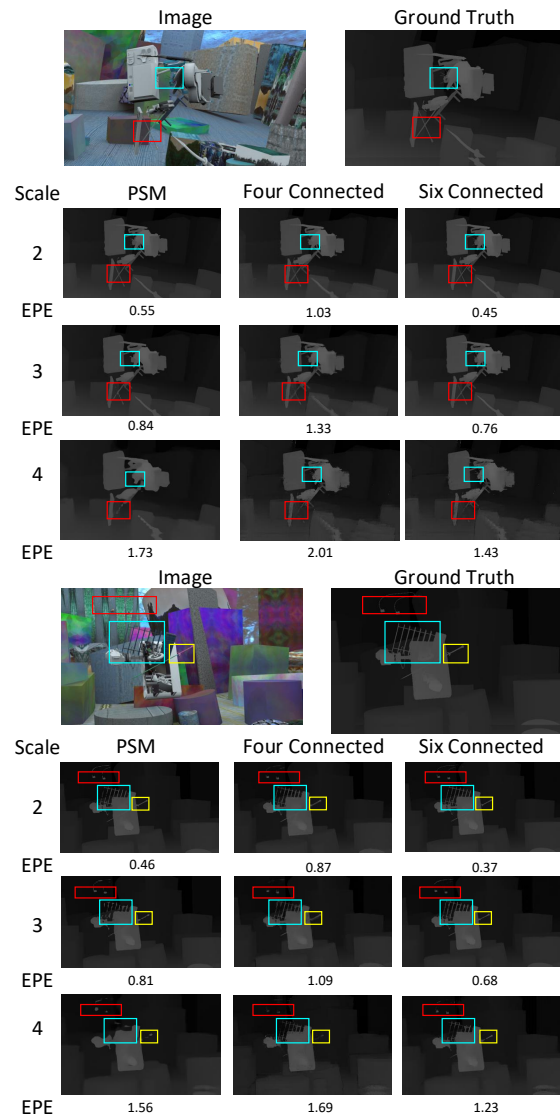 Image Ground Truth
Scale PSM Four Connected Six Connected
2
EPE 0.55 1.03 0.45
3
EPE 0.84 1.33 0.76
4
EPE 1.73 2.01 1.43
Image Ground Truth
Scale PSM Four Connected Six Connected
2
EPE 0.46 0.87 0.37
3
EPE 0.81 1.09 0.68
4
EPE 1.56 1.69 1.23